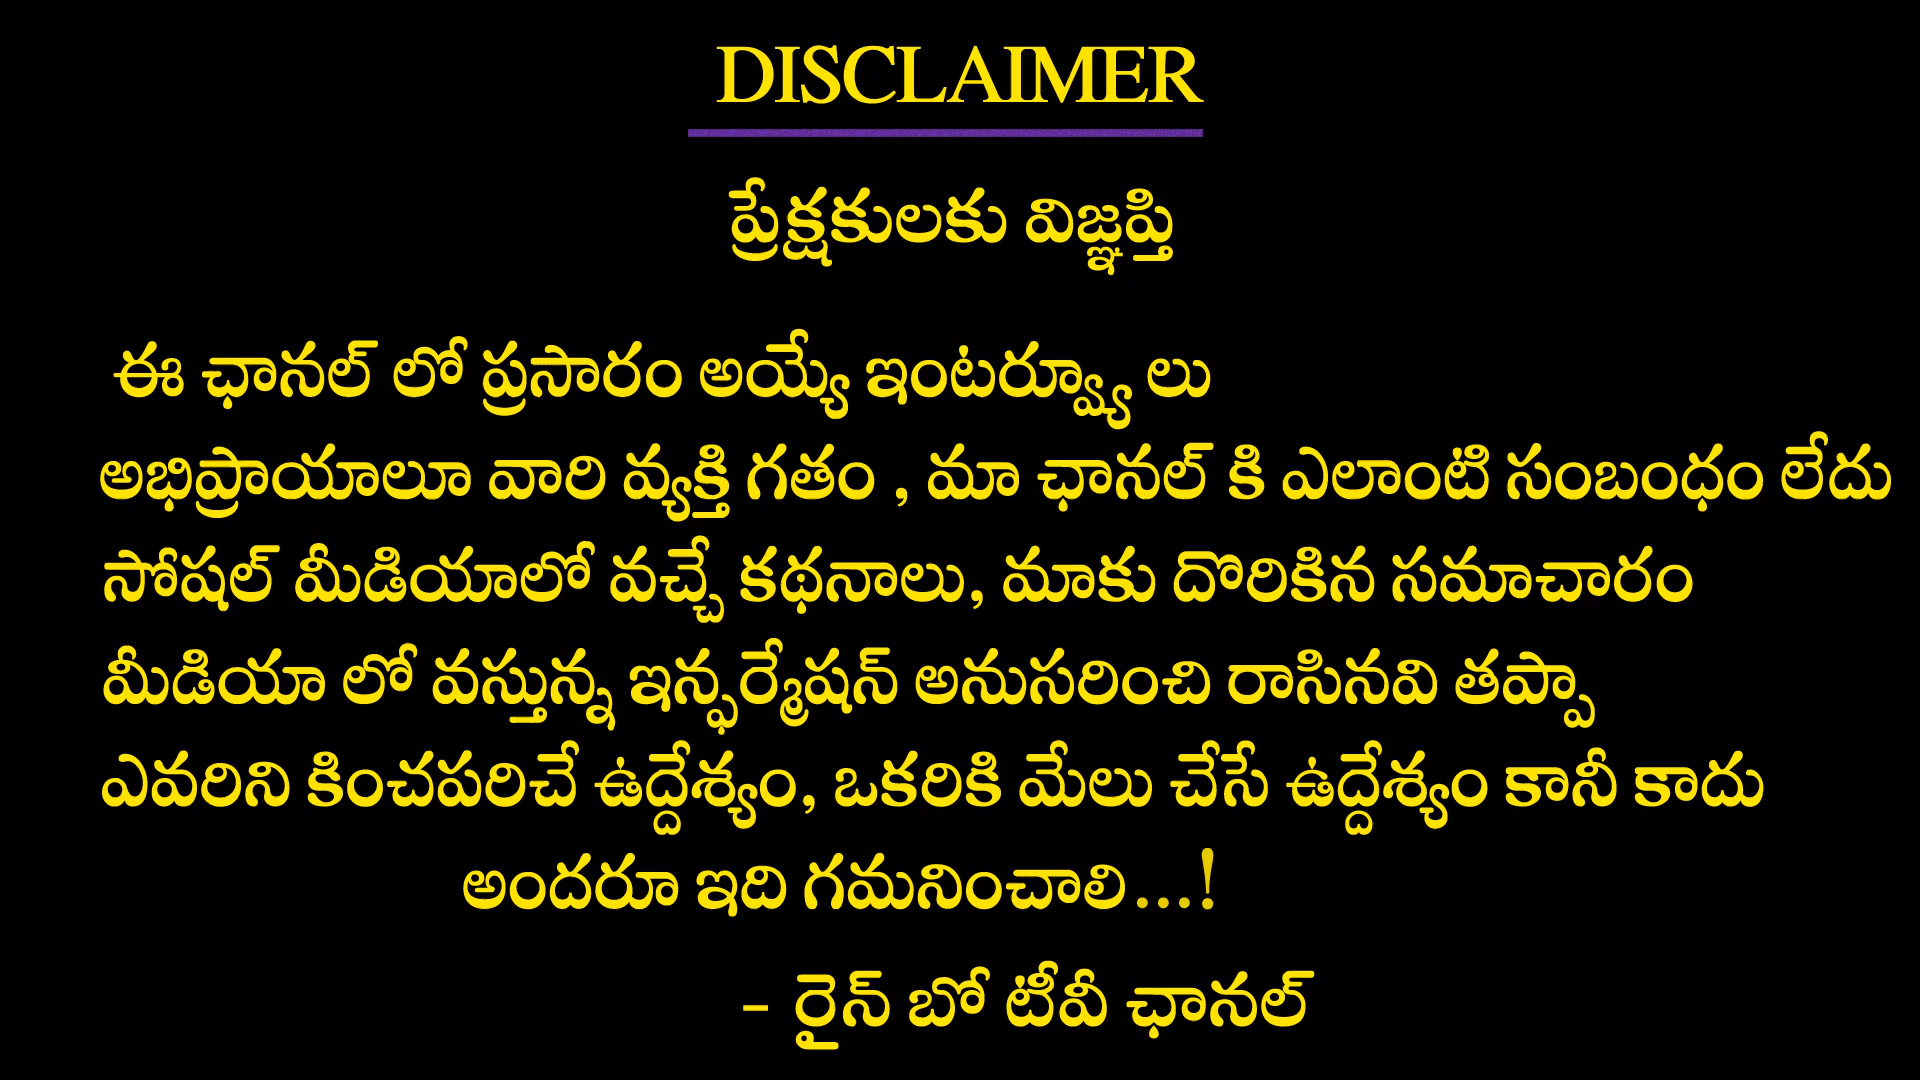 DISCLAIMER
ప్రేక్షకులకు విజ్ఞప్తి
ఈ ఛానల్ లో ప్రసారం అయ్యే ఇంటర్వ్యూ లు
అభిప్రాయాలూ వారి వ్యక్తి గతం , మా ఛానల్ కి ఎలాంటి సంబంధం లేదు
సోషల్ మీడియాలో వచ్చే కథనాలు, మాకు దొరికిన సమాచారం
మీడియా లో వస్తున్న ఇన్ఫర్మేషన్ అనుసరించి రాసినవి తప్పా
ఎవరిని కించపరిచే ఉద్దేశ్యం, ఒకరికి మేలు చేసే ఉద్దేశ్యం కానీ కాదు
అందరూ ఇది గమనించాలి...!
- రైన్ బో టీవీ ఛానల్